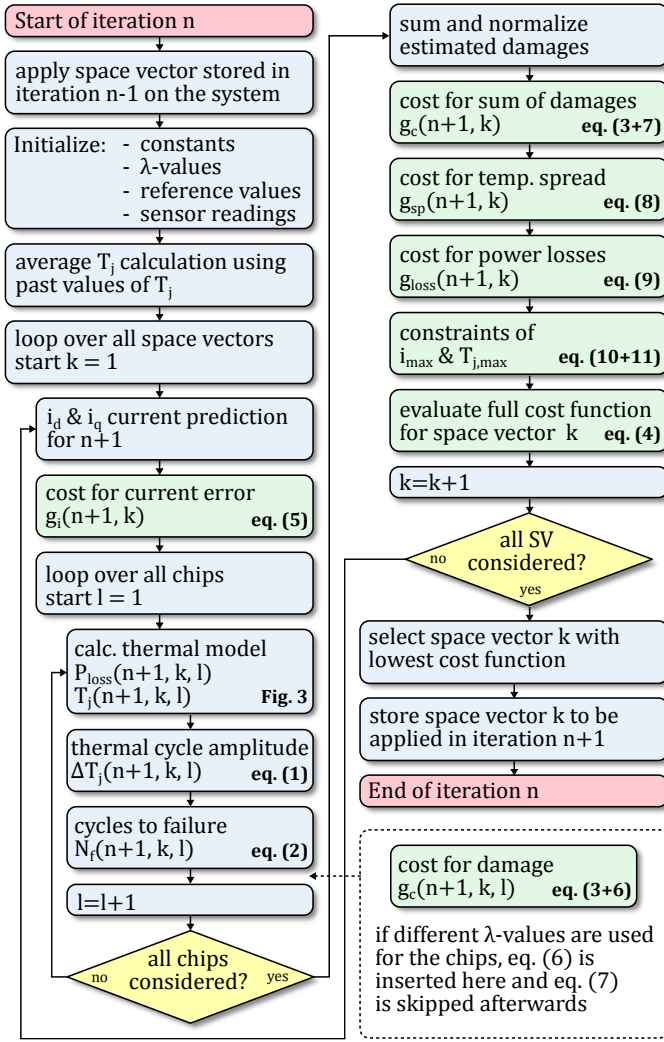 Start of iteration n
apply space vector stored in
iteration n-1 on the system
Initialize: - constants
- λ-values
- reference values
- sensor readings
average Tj calculation using
past values of Tj
loop over all space vectors
start k = 1
id & iq current prediction
for n+1
cost for current error
gi(n+1, k) eq. (5)
loop over all chips
start l = 1
calc. thermal model
Ploss(n+1, k, l)
Tj(n+1, k, l) Fig. 3
thermal cycle amplitude
ΔTj(n+1, k, l) eq. (1)
cycles to failure
Nf(n+1, k, l) eq. (2)
l=l+1
all chips
no considered? yes
sum and normalize
estimated damages
cost for sum of damages
gc(n+1, k) eq. (3+7)
cost for temp. spread
gsp(n+1, k) eq. (8)
cost for power losses
gloss(n+1, k) eq. (9)
constraints of
imax & Tj,max eq. (10+11)
evaluate full cost function
for space vector k eq. (4)
k=k+1
all SV
no considered?
yes
select space vector k with
lowest cost function
store space vector k to be
applied in iteration n+1
End of iteration n
cost for damage
gc(n+1, k, l) eq. (3+6)
if different λ-values are used
for the chips, eq. (6) is
inserted here and eq. (7)
is skipped afterwards